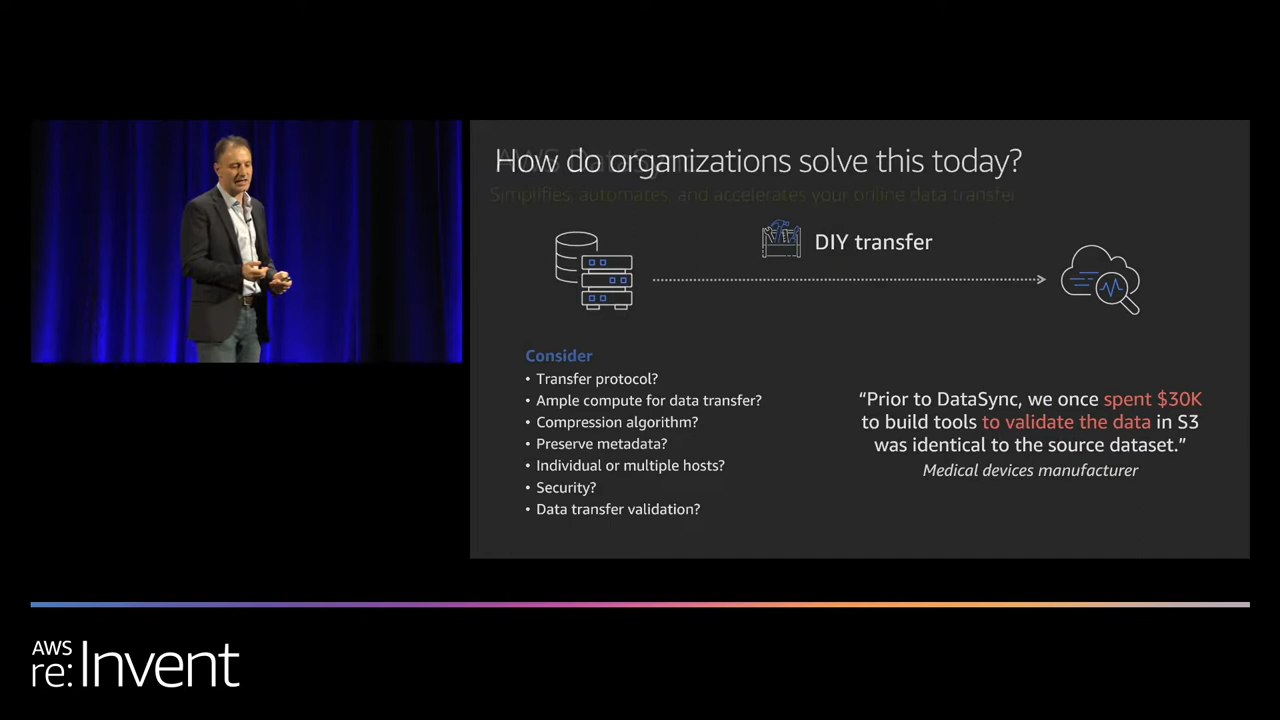 How do organizations solve this today?
AWS DataSync
Simplifies, automates, and accelerates your online data transfer
DIY transfer
Consider
• Transfer protocol?
• Ample compute for data transfer?
• Compression algorithm?
• Preserve metadata?
• Individual or multiple hosts?
• Security?
• Data transfer validation?
“Prior to DataSync, we once spent $30K
to build tools to validate the data in S3
was identical to the source dataset.”
Medical devices manufacturer
AWS
re:Invent